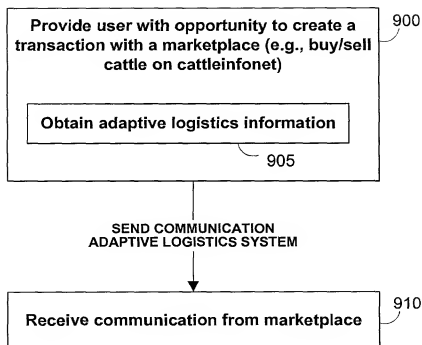 Provide user with opportunity to create a
transaction with a marketplace (e.g., buy/sell
cattle on cattleinfonet)
900
Obtain adaptive logistics information
905
SEND COMMUNICATION
ADAPTIVE LOGISTICS SYSTEM
910
Receive communication from marketplace